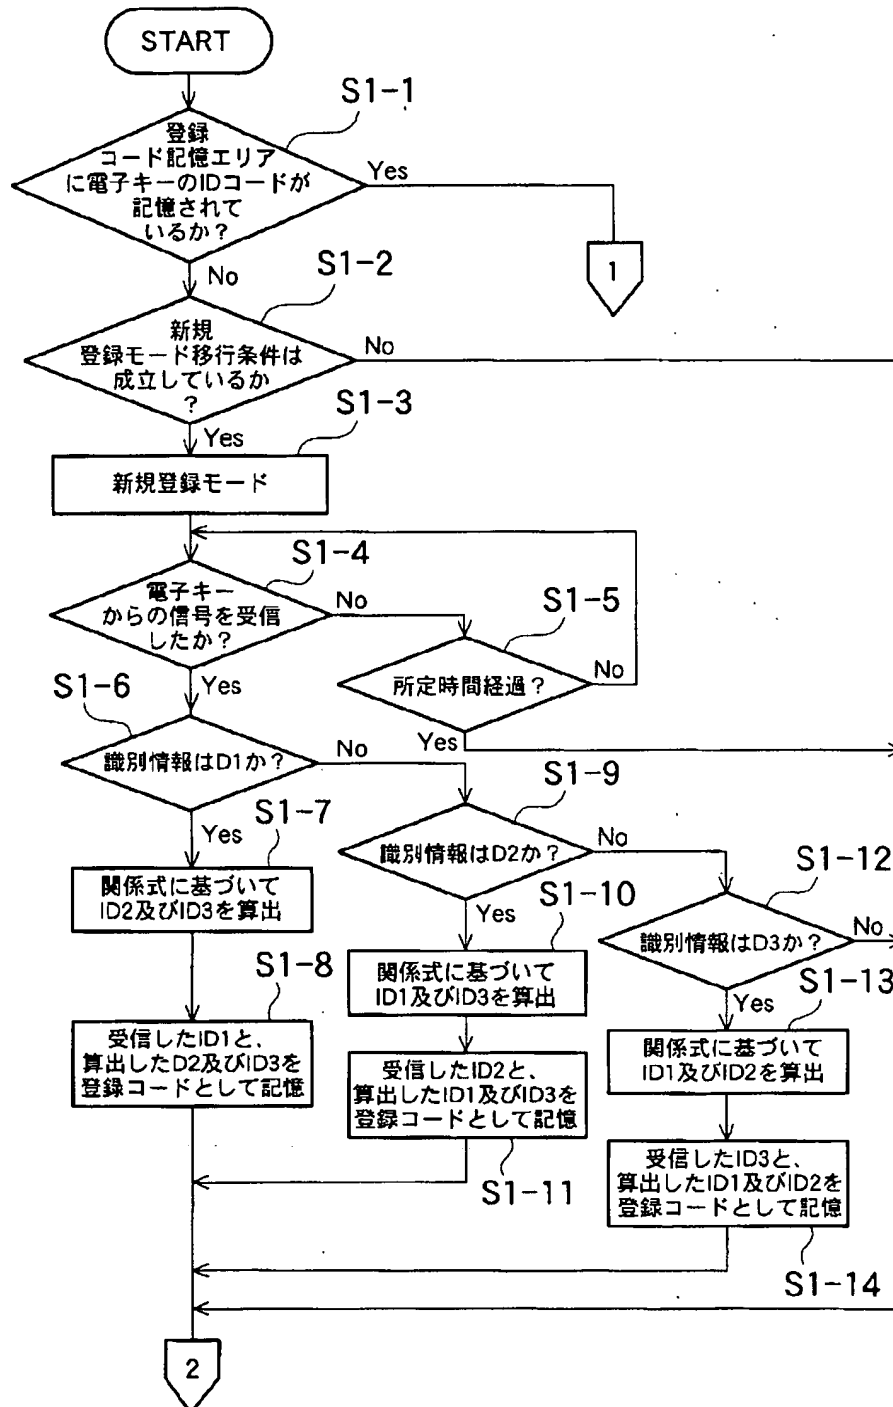 START
S1-1
登録
コード記憶エリア
に電子キーのIDコードが
記憶されて
いるか？
Yes
1
No
S1-2
新規
登録モード移行条件は
成立しているか
？
No
Yes
S1-3
新規登録モード
S1-4
電子キー
からの信号を受信
したか？
No
S1-5
所定時間経過？
No
Yes
Yes
S1-6
識別情報はD1か？
No
S1-9
識別情報はD2か？
No
Yes
S1-7
関係式に基づいて
ID2及びID3を算出
S1-12
識別情報はD3か？
No
Yes
S1-10
関係式に基づいて
ID1及びID3を算出
S1-8
受信したID1と、
算出したD2及びID3を
登録コードとして記憶
Yes
S1-13
関係式に基づいて
ID1及びID2を算出
受信したID2と、
算出したID1及びID3を
登録コードとして記憶
S1-11
受信したID3と、
算出したID1及びID2を
登録コードとして記憶
S1-14
2